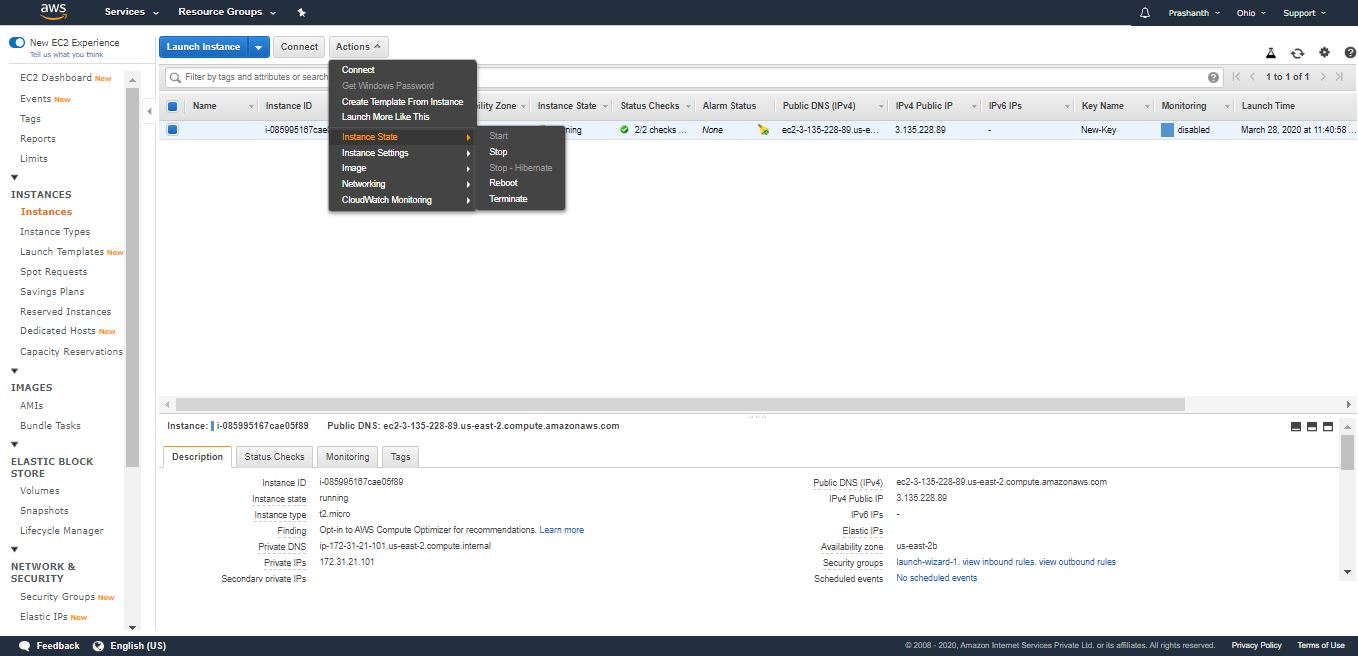 aws Services Resource Groups Prashanth Ohio Support
New EC2 Experience
Tell us what you think
EC2 Dashboard New
Events New
Tags
Reports
Limits
INSTANCES
Instances
Instance Types
Launch Templates New
Spot Requests
Savings Plans
Reserved Instances
Dedicated Hosts New
Capacity Reservations
IMAGES
AMIs
Bundle Tasks
ELASTIC BLOCK
STORE
Volumes
Snapshots
Lifecycle Manager
NETWORK &
SECURITY
Security Groups New
Elastic IPs New
Launch Instance Connect Actions
Filter by tags and attributes or search 1 to 1 of 1
Connect
Get Windows Password
Create Template From Instance
Launch More Like This
Instance State
Instance Settings
Image
Networking
CloudWatch Monitoring
Start
Stop
Stop - Hibernate
Reboot
Terminate
Name Instance ID ility Zone Instance State Status Checks Alarm Status Public DNS (IPv4) IPv4 Public IP IPv6 IPs Key Name Monitoring Launch Time
i-085995167cae nning 2/2 checks ... None ec2-3-135-228-89.us-e... 3.135.228.89 - New-Key disabled March 28, 2020 at 11:40:58 ...
Instance: i-085995167cae05f89 Public DNS: ec2-3-135-228-89.us-east-2.compute.amazonaws.com
Description Status Checks Monitoring Tags
Instance ID i-085995167cae05f89 Public DNS (IPv4) ec2-3-135-228-89.us-east-2.compute.amazonaws.com
Instance state running IPv4 Public IP 3.135.228.89
Instance type t2.micro IPv6 IPs -
Finding Opt-in to AWS Compute Optimizer for recommendations. Learn more Elastic IPs
Private DNS ip-172-31-21-101.us-east-2.compute.internal Availability zone us-east-2b
Private IPs 172.31.21.101 Security groups launch-wizard-1. view inbound rules. view outbound rules
Secondary private IPs Scheduled events No scheduled events
Feedback English (US) © 2008 - 2020, Amazon Internet Services Private Ltd. or its affiliates. All rights reserved. Privacy Policy Terms of Use